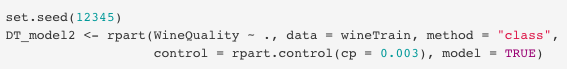 set.seed(12345)
DT_model2 <- rpart(WineQuality ~ ., data = wineTrain, method = "class",
control = rpart.control(cp = 0.003), model = TRUE)